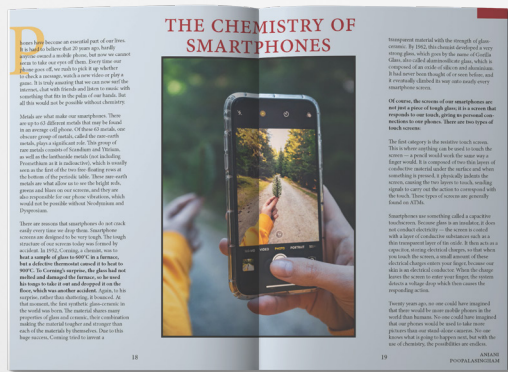 THE CHEMISTRY OF
SMARTPHONES
P
hones have become an essential part of our lives.
It is hard to believe that 20 years ago, hardly
anyone owned a mobile phone, but now we cannot
seem to take our eyes off them. Every time our
phone goes off, we rush to pick it up whether
to check a message, watch a new video or play a
game. It is truly amazing that we can now surf the
internet, chat with friends and listen to music with
something that fits in the palm of our hands. But
all this would not be possible without chemistry.
Metals are what make our smartphones. There
are up to 63 different metals that may be found
in an average cell phone. Of these 63 metals, one
obscure group of metals, called the rare-earth
metals, plays a significant role. This group of
rare metals consists of Scandium and Yttrium,
as well as the lanthanide metals (not including
Promethium as it is radioactive), which is usually
seen as the first of the two free-floating rows at
the bottom of the periodic table. These rare-earth
metals are what allow us to see the bright reds,
greens and blues on our screens, and they are
also responsible for our phone vibrations, which
would not be possible without Neodymium and
Dysprosium.
There are reasons that smartphones do not crack
easily every time we drop them. Smartphone
screens are designed to be very tough. The tough
structure of our screens today was formed by
accident. In 1952, Corning, a chemist, was to
heat a sample of glass to 600°C in a furnace,
but a defective thermostat caused it to heat to
900°C. To Corning's surprise, the glass had not
melted and damaged the furnace, so he used
his tongs to take it out and dropped it on the
floor, which was another accident. Again, to his
surprise, rather than shattering, it bounced. At
that moment, the first synthetic glass-ceramic in
the world was born. The material shares many
properties of glass and ceramic, their combination
making the material tougher and stronger than
each of the materials by themselves. Due to this
huge success, Corning tried to invent a
18
transparent material with the strength of glass-
ceramic. By 1962, this chemist developed a very
strong glass, which goes by the name of Gorilla
Glass, also called aluminosilicate glass, which is
composed of an oxide of silicon and aluminium.
It had never been thought of or used before, and
it eventually climbed its way onto nearly every
smartphone screen.
Of course, the screens of our smartphones are
not just a piece of tough glass; it is a screen that
responds to our touch, giving us personal con-
nections to our phones. There are two types of
touch screens:
The first category is the resistive touch screen.
This is where anything can be used to touch the
screen – a pencil would work the same way a
finger would. It is composed of two thin layers of
conductive material under the surface and when
something is pressed, it physically indents the
screen, causing the two layers to touch, sending
signals to carry out the action to correspond with
the touch. These types of screens are generally
found on ATMs.
Smartphones use something called a capacitive
touchscreen. Because glass is an insulator, it does
not conduct electricity – the screen is coated
with a layer of conductive substances such as a
thin transparent layer of tin oxide. It then acts as a
capacitor, storing electrical charges, so that when
you touch the screen, a small amount of these
electrical charges enters your finger, because our
skin is an electrical conductor. When the charge
leaves the screen to enter your finger, the system
detects a voltage drop which then causes the
responding action.
Twenty years ago, no one could have imagined
that there would be more mobile phones in the
world than humans. No one could have imagined
that our phones would be used to take more
pictures than our stand-alone cameras. No one
knows what is going to happen next, but with the
use of chemistry, the possibilities are endless.
19
ANJANI
POOPALASINGHAM
VIDEO
PHOTO
PORTRAIT